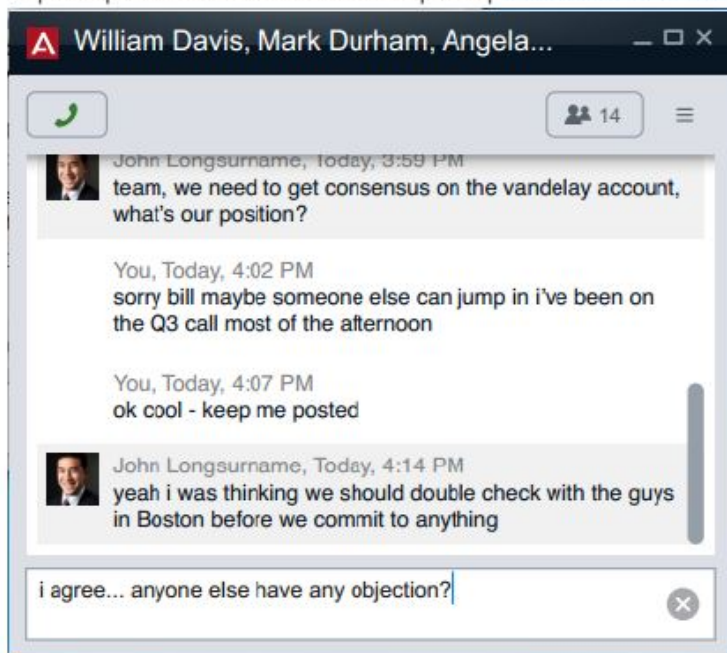 William Davis, Mark Durham, Angela...
14
John Longsurname, Today, 3:59 PM
team, we need to get consensus on the vandelay account,
what's our position?
You, Today, 4:02 PM
sorry bill maybe someone else can jump in i've been on
the Q3 call most of the afternoon
You, Today, 4:07 PM
ok cool - keep me posted
John Longsurname, Today, 4:14 PM
yeah i was thinking we should double check with the guys
in Boston before we commit to anything
i agree... anyone else have any objection?